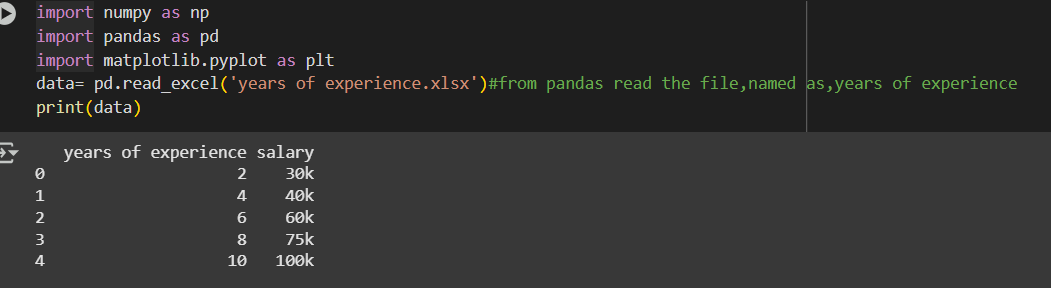 import numpy as np
import pandas as pd
import matplotlib.pyplot as plt
data= pd.read_excel('years of experience.xlsx')#from pandas read the file,named as,years of experience
print(data)
years of experience salary
0 2 30k
1 4 40k
2 6 60k
3 8 75k
4 10 100k